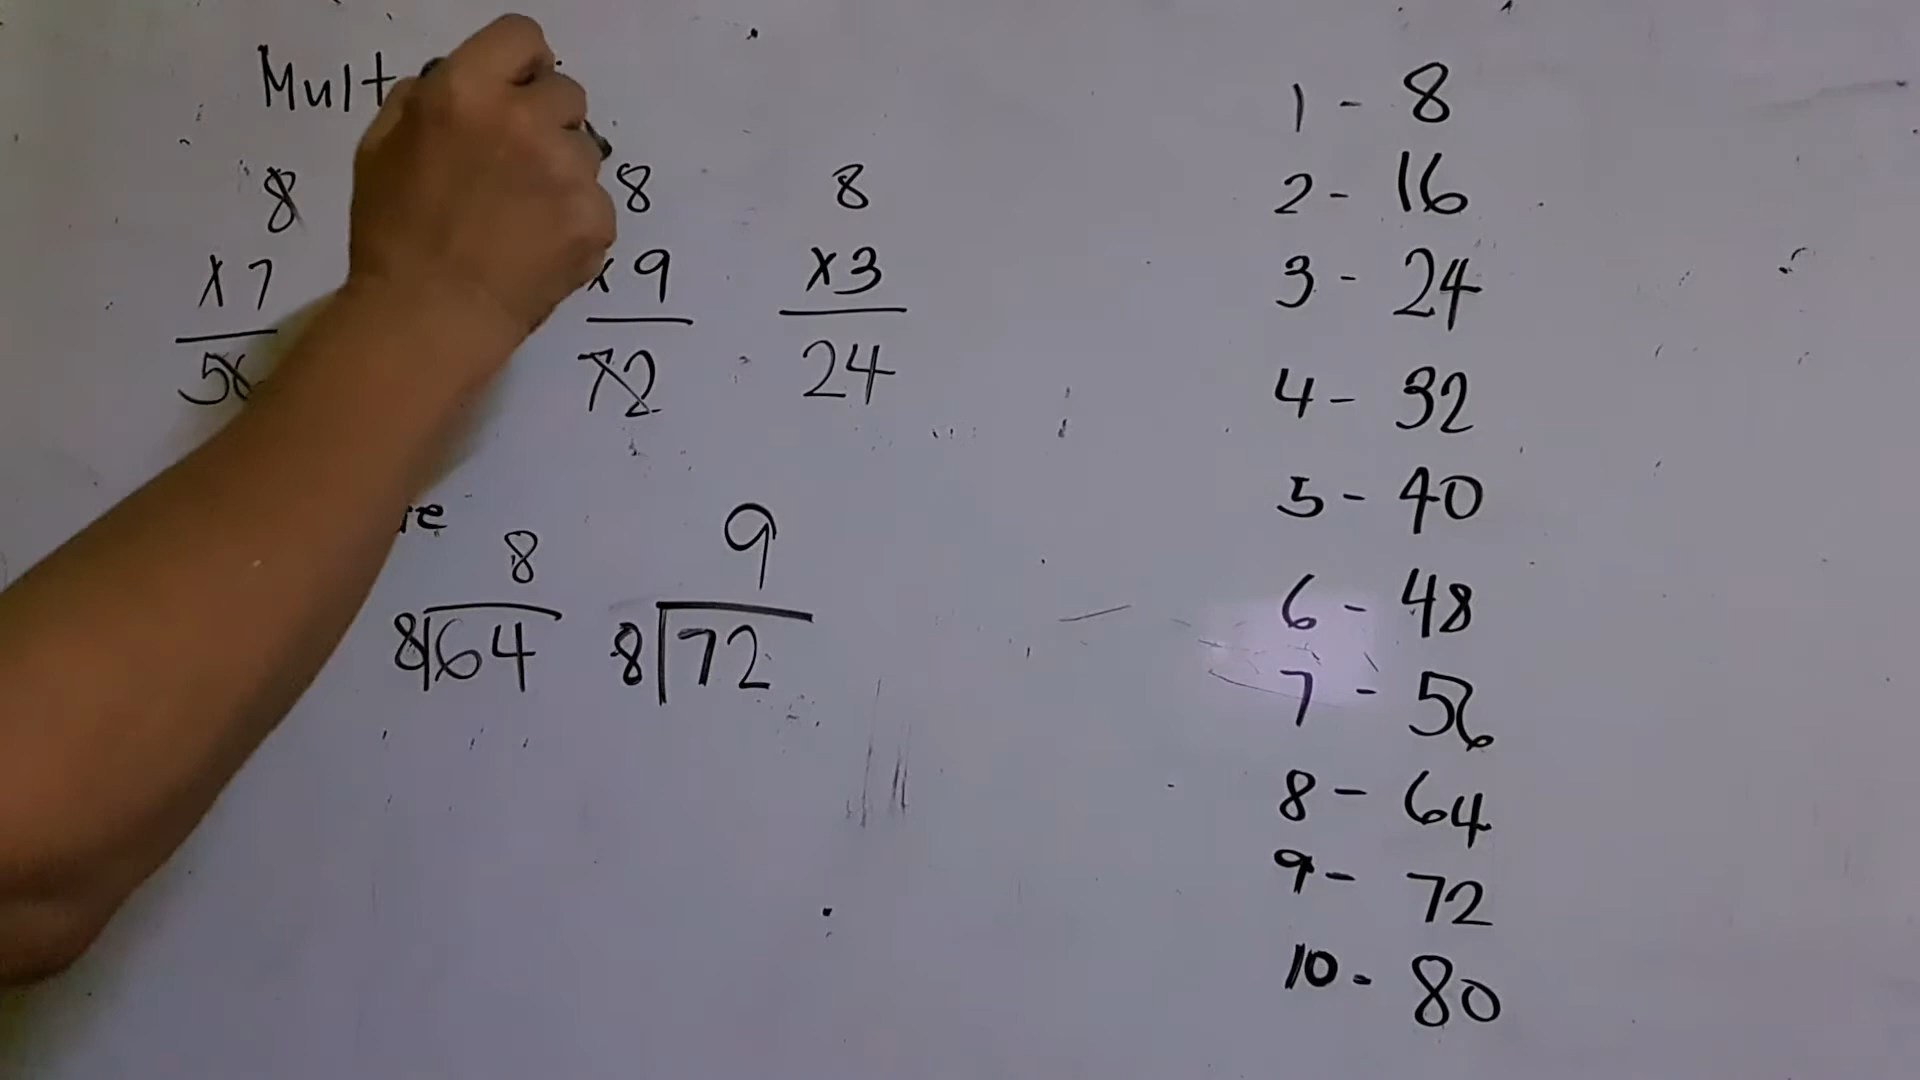 Mult
8 8 8
x7 x9 x3
56 72 24
8 9
8 64 8 72
1 - 8
2 - 16
3 - 24
4 - 32
5 - 40
6 - 48
7 - 56
8 - 64
9 - 72
10 - 80